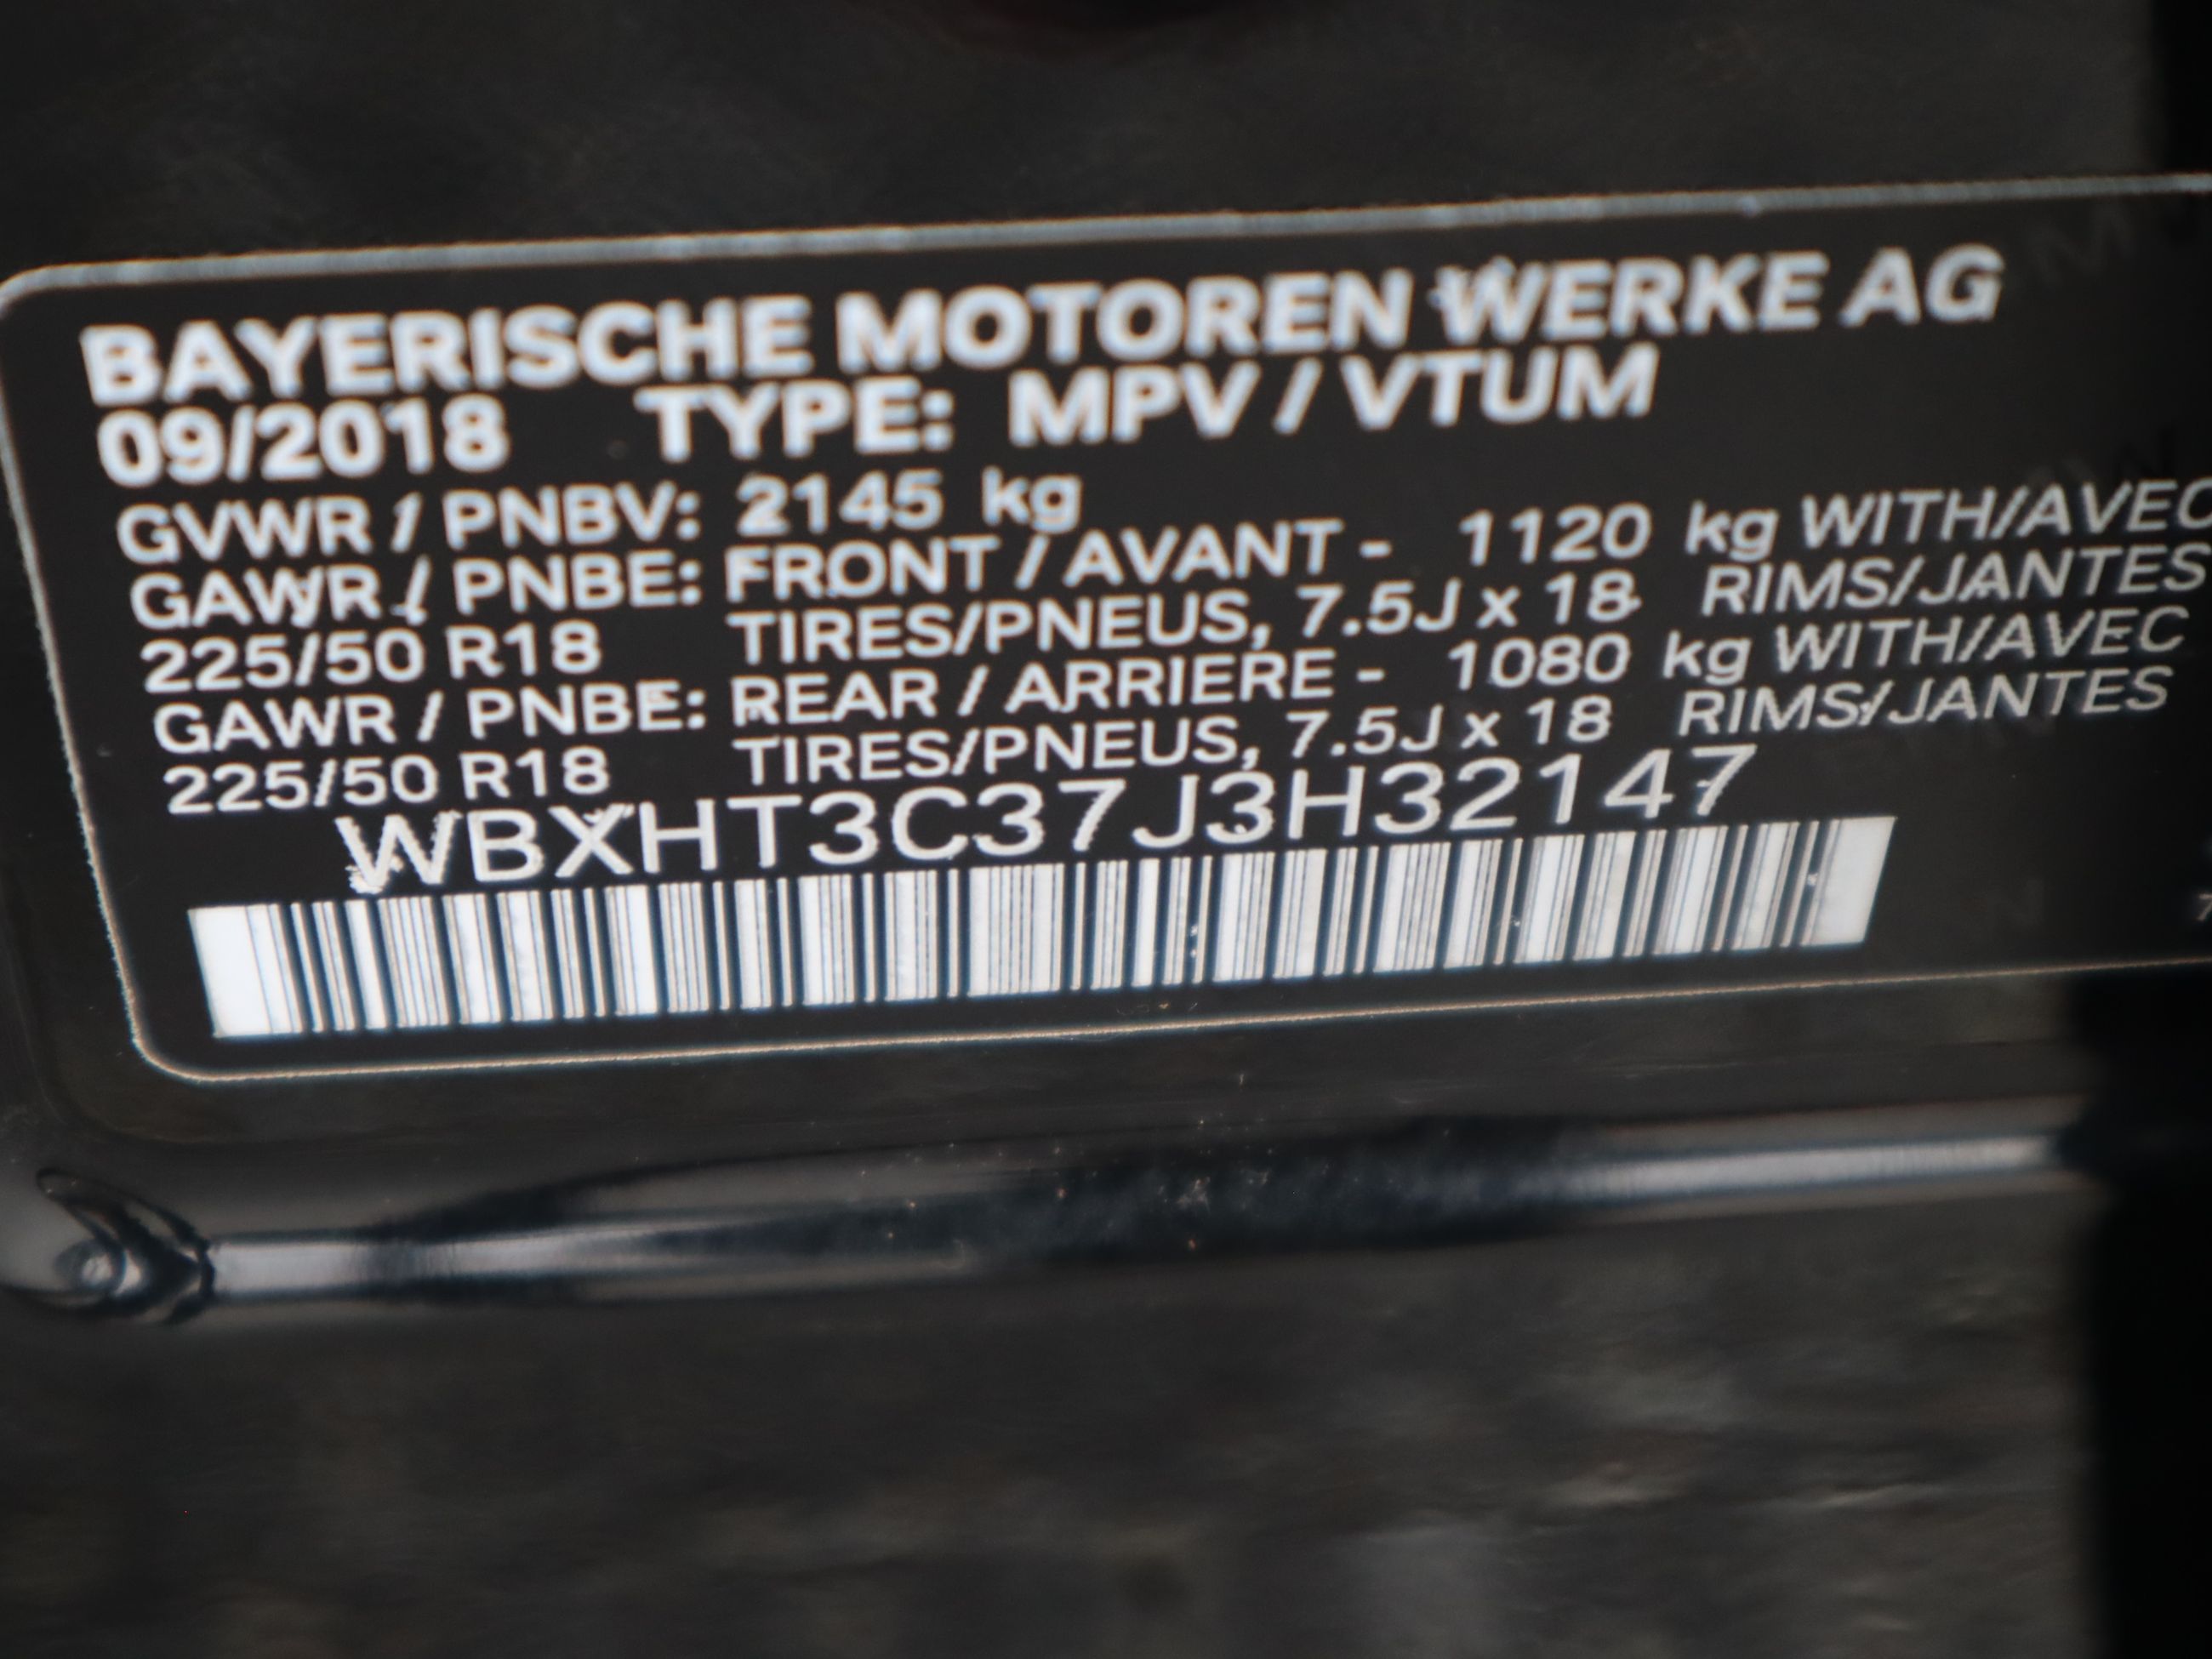 BAYERISCHE MOTOREN WERKE AG
09/2018 TYPE: MPV / VTUM
GVWR / PNBV: 2145 kg
GAWR / PNBE: FRONT / AVANT - 1120 kg WITH/AVEC
225/50 R18 TIRES/PNEUS, 7.5J x 18 RIMS/JANTES
GAWR / PNBE: REAR / ARRIERE - 1080 kg WITH/AVEC
225/50 R18 TIRES/PNEUS, 7.5J x 18 RIMS/JANTES
WBXHT3C37J3H32147